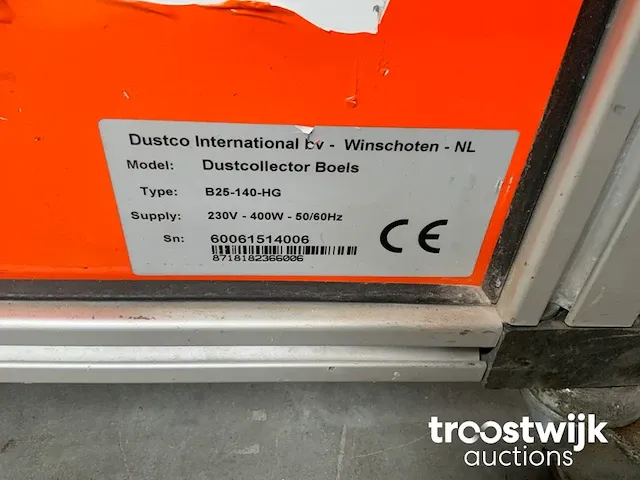 Dustco International bv - Winschoten - NL
Model: Dustcollector Boels
Type: B25-140-HG
Supply: 230V - 400W - 50/60Hz
Sn: 60061514006
8718182366006
CE
troostwijk
auctions